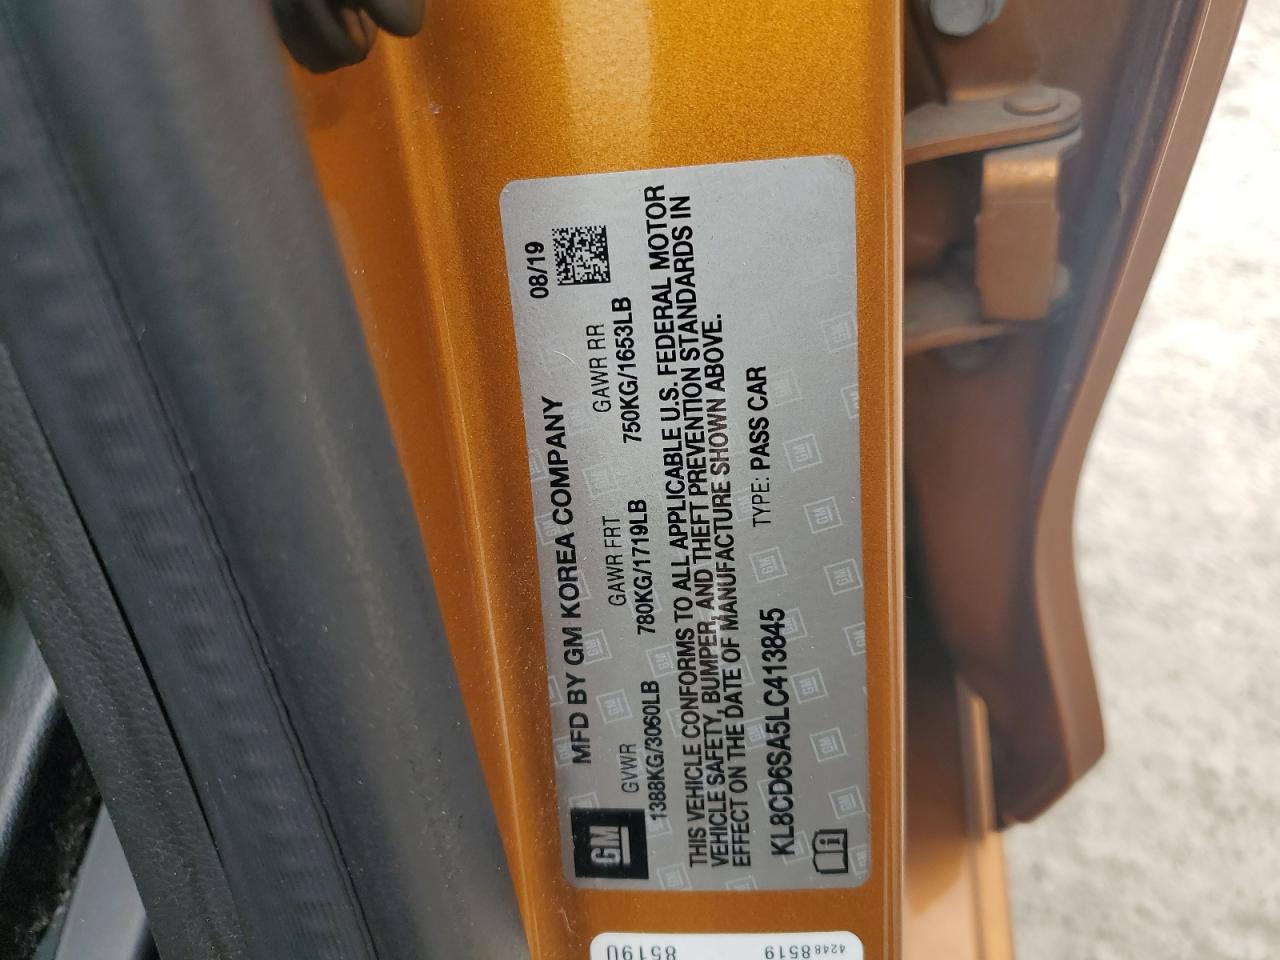 MFD BY GM KOREA COMPANY 08/19
GM
GVWR GAWR FRT GAWR RR
1388KG/3060LB 780KG/1719LB 750KG/1653LB
THIS VEHICLE CONFORMS TO ALL APPLICABLE U.S. FEDERAL MOTOR
VEHICLE SAFETY, BUMPER, AND THEFT PREVENTION STANDARDS IN
EFFECT ON THE DATE OF MANUFACTURE SHOWN ABOVE.
KL8CD6SA5LC413845 TYPE: PASS CAR
42488519